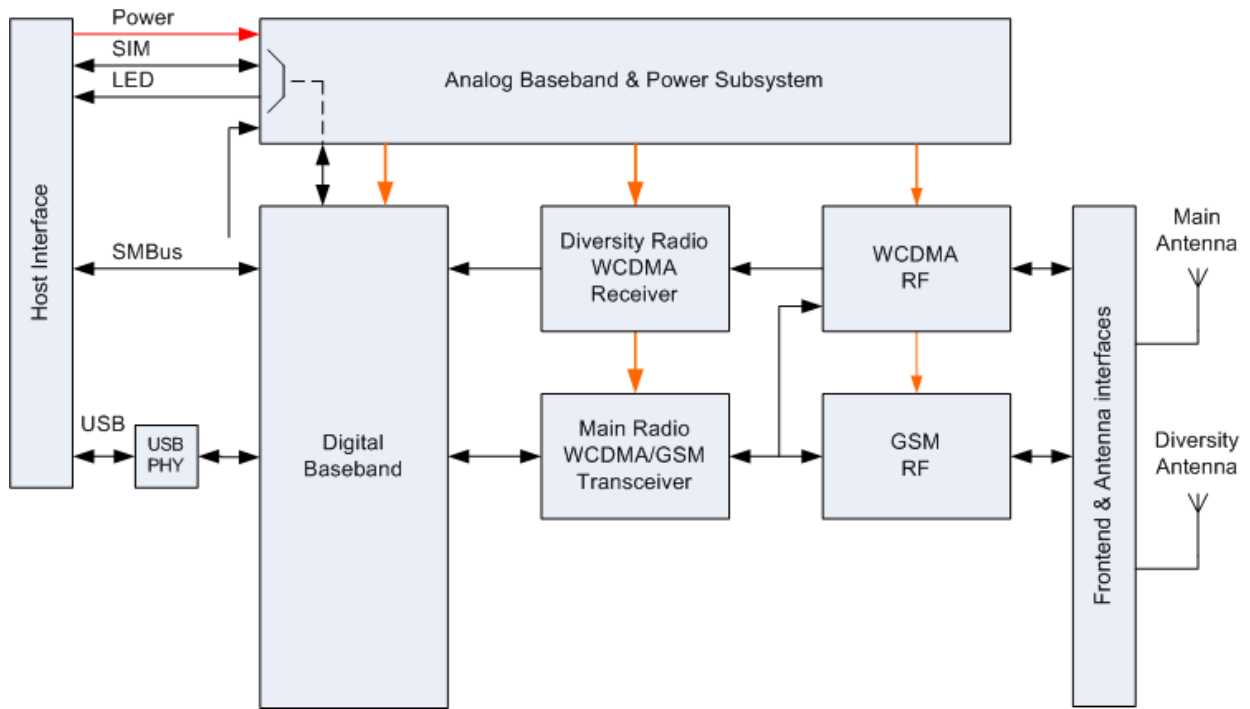 Power
SIM
LED
Analog Baseband & Power Subsystem
Host Interface
SMBus
USB
USB
PHY
Digital
Baseband
Diversity Radio
WCDMA
Receiver
Main Radio
WCDMA/GSM
Transceiver
WCDMA
RF
GSM
RF
Frontend & Antenna interfaces
Main
Antenna
Diversity
Antenna